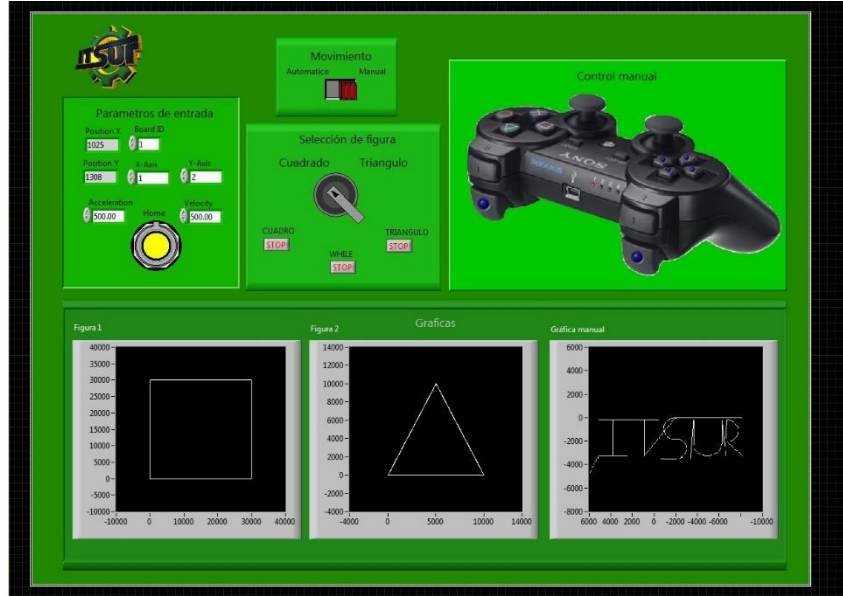 ITSUR
Movimiento
Automatico Manual
Parametros de entrada
Position X Board ID
1025 1
Position Y X-Axis Y-Axis
1308 1 2
Acceleration Home Velocity
500.00 500.00
Selección de figura
Cuadrado Triangulo
CUADRO WHILE TRIANGULO
STOP STOP STOP
Control manual
SONY
Graficas
Figura 1
40000
35000
30000
25000
20000
15000
10000
5000
0
-5000
-10000
-10000 0 10000 20000 30000 40000
Figura 2
14000
12000
10000
8000
6000
4000
2000
0
-2000
-4000
-4000 0 5000 10000 14000
Gráfica manual
6000
4000
2000
0
-2000
-4000
-6000
-8000
6000 4000 2000 0 -2000 -4000 -6000 -10000
ITSUR